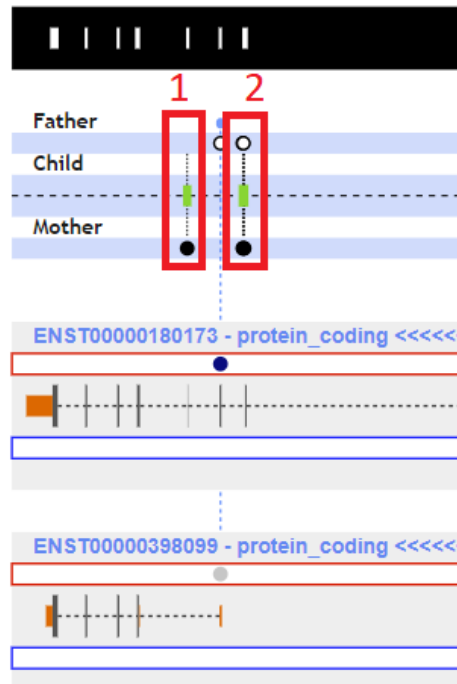 1 2
Father
Child
Mother
ENST00000180173 - protein_coding <<<<<
ENST00000398099 - protein_coding <<<<<